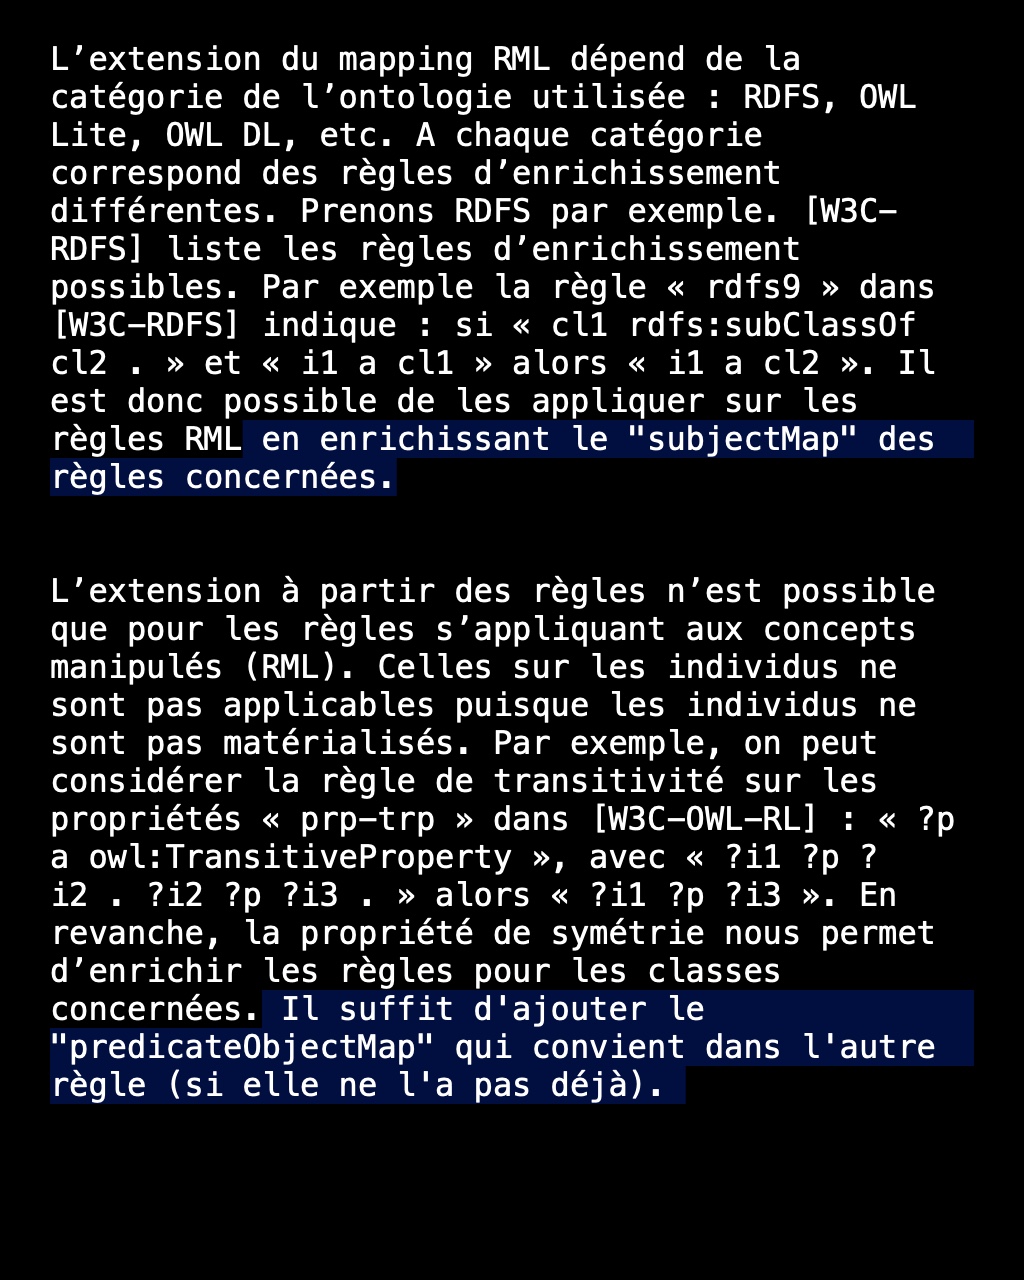 L’extension du mapping RML dépend de la
catégorie de l’ontologie utilisée : RDFS, OWL
Lite, OWL DL, etc. A chaque catégorie
correspond des règles d’enrichissement
différentes. Prenons RDFS par exemple. [W3C-
RDFS] liste les règles d’enrichissement
possibles. Par exemple la règle « rdfs9 » dans
[W3C-RDFS] indique : si « cl1 rdfs:subClassOf
cl2 . » et « i1 a cl1 » alors « i1 a cl2 ». Il
est donc possible de les appliquer sur les
règles RML en enrichissant le "subjectMap" des
règles concernées.
L’extension à partir des règles n’est possible
que pour les règles s’appliquant aux concepts
manipulés (RML). Celles sur les individus ne
sont pas applicables puisque les individus ne
sont pas matérialisés. Par exemple, on peut
considérer la règle de transitivité sur les
propriétés « prp-trp » dans [W3C-OWL-RL] : « ?p
a owl:TransitiveProperty », avec « ?i1 ?p ?
i2 . ?i2 ?p ?i3 . » alors « ?i1 ?p ?i3 ». En
revanche, la propriété de symétrie nous permet
d’enrichir les règles pour les classes
concernées. Il suffit d'ajouter le
"predicateObjectMap" qui convient dans l'autre
règle (si elle ne l'a pas déjà).